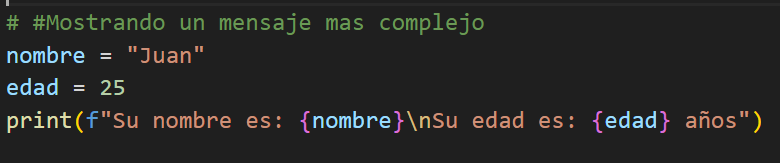 # #Mostrando un mensaje mas complejo
nombre = "Juan"
edad = 25
print(f"Su nombre es: {nombre}\nSu edad es: {edad} años")